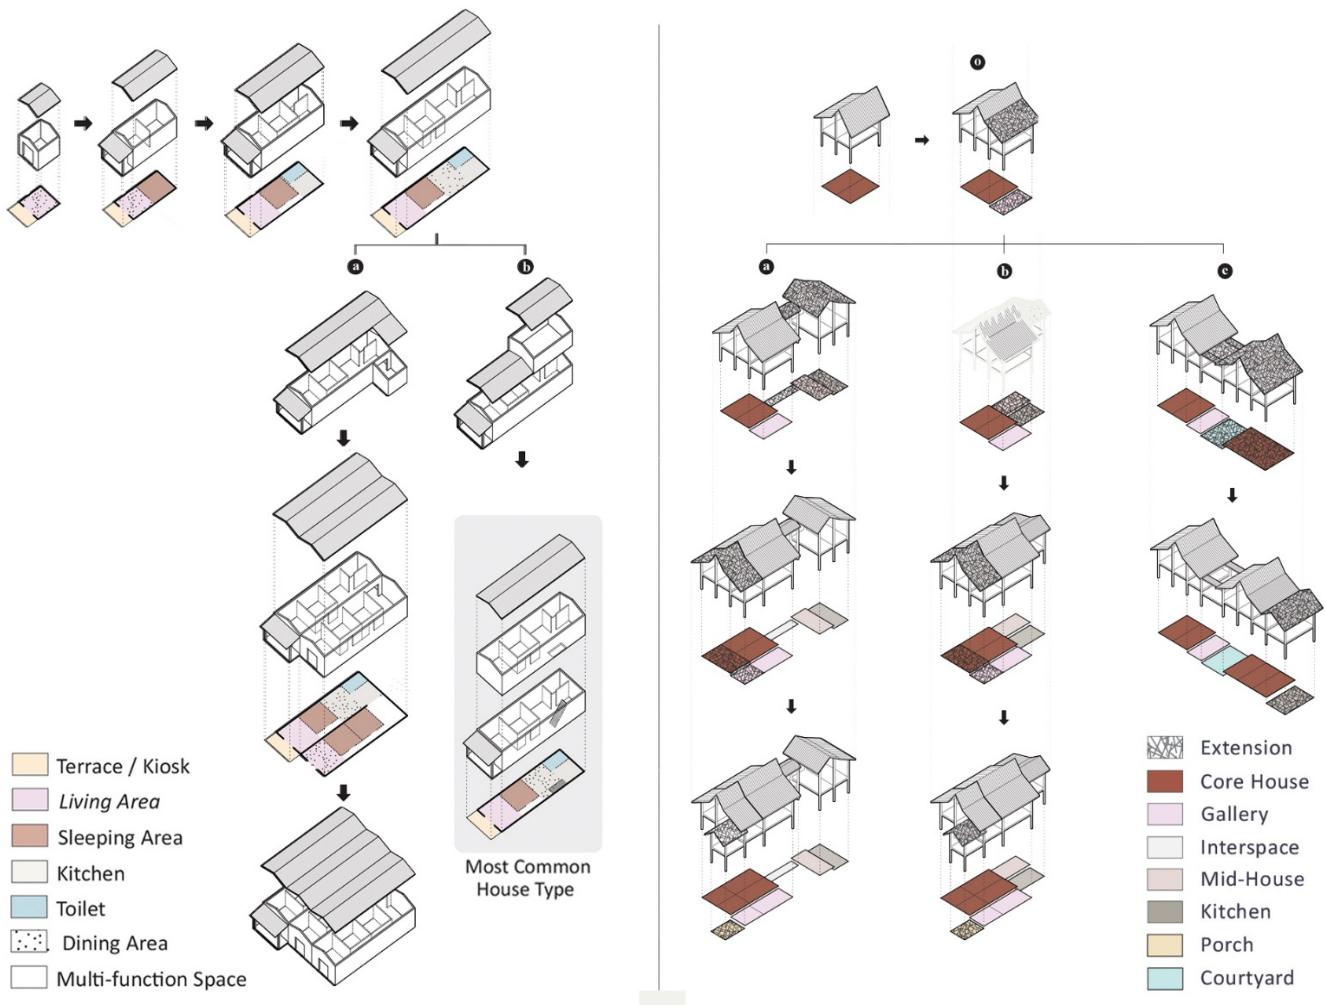 o
a
b
a
b
c
Terrace / Kiosk
Living Area
Sleeping Area
Kitchen
Toilet
Dining Area
Multi-function Space
Most Common
House Type
Extension
Core House
Gallery
Interspace
Mid-House
Kitchen
Porch
Courtyard